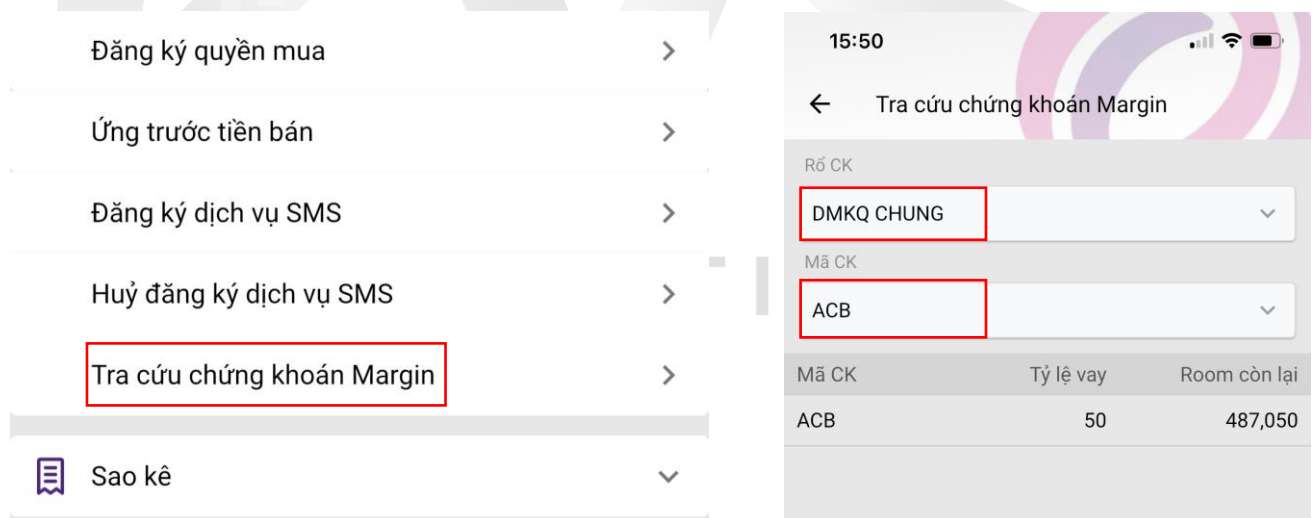 Đăng ký quyền mua
Ứng trước tiền bán
Đăng ký dịch vụ SMS
Huỷ đăng ký dịch vụ SMS
Tra cứu chứng khoán Margin
Sao kê
15:50
Tra cứu chứng khoán Margin
Rổ CK
DMKQ CHUNG
Mã CK
ACB
Mã CK Tỷ lệ vay Room còn lại
ACB 50 487,050